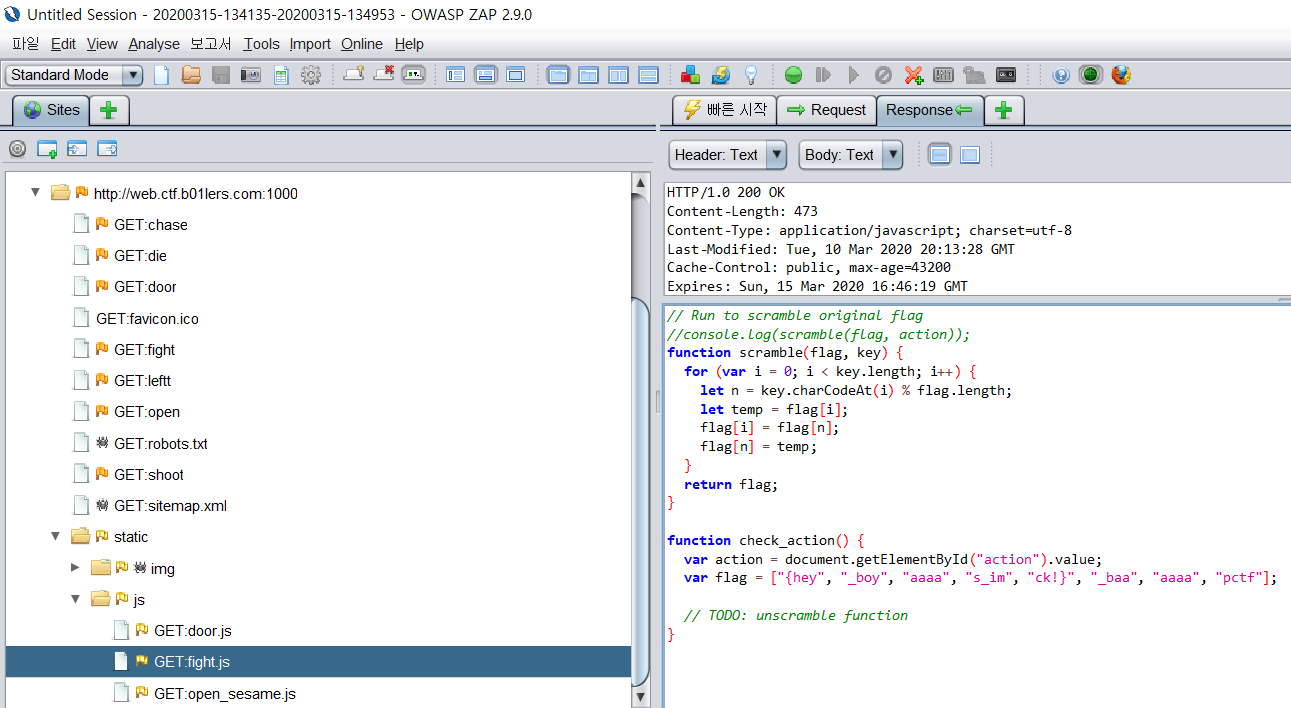 Untitled Session - 20200315-134135-20200315-134953 - OWASP ZAP 2.9.0
파일 Edit View Analyse 보고서 Tools Import Online Help
Standard Mode
Sites
빠른 시작 Request Response
Header: Text Body: Text
http://web.ctf.b01lers.com:1000
GET:chase
GET:die
GET:door
GET:favicon.ico
GET:fight
GET:leftt
GET:open
GET:robots.txt
GET:shoot
GET:sitemap.xml
static
img
js
GET:door.js
GET:fight.js
GET:open_sesame.js
HTTP/1.0 200 OK
Content-Length: 473
Content-Type: application/javascript; charset=utf-8
Last-Modified: Tue, 10 Mar 2020 20:13:28 GMT
Cache-Control: public, max-age=43200
Expires: Sun, 15 Mar 2020 16:46:19 GMT
// Run to scramble original flag
//console.log(scramble(flag, action));
function scramble(flag, key) {
  for (var i = 0; i < key.length; i++) {
    let n = key.charCodeAt(i) % flag.length;
    let temp = flag[i];
    flag[i] = flag[n];
    flag[n] = temp;
  }
  return flag;
}
function check_action() {
  var action = document.getElementById("action").value;
  var flag = ["{hey", "_boy", "aaaa", "s_im", "ck!}", "_baa", "aaaa", "pctf"];
  // TODO: unscramble function
}